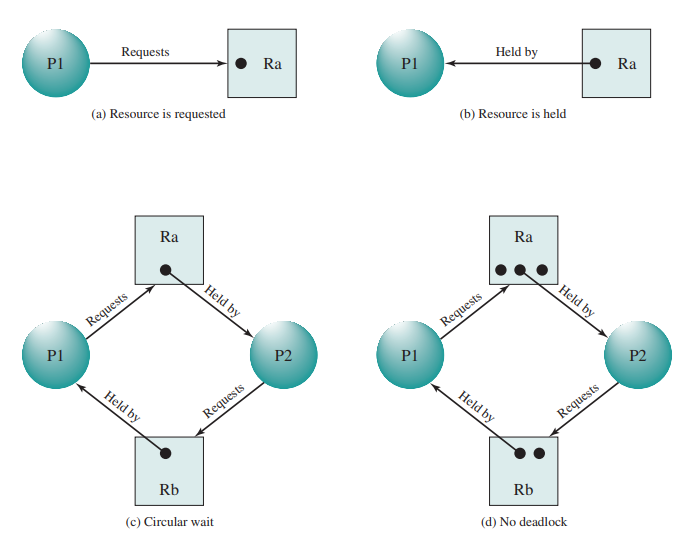 P1 Requests Ra
(a) Resource is requested
P1 Held by Ra
(b) Resource is held
Ra
Requests
Held by
P1
P2
Held by
Requests
Rb
(c) Circular wait
Ra
Requests
Held by
P1
P2
Held by
Requests
Rb
(d) No deadlock